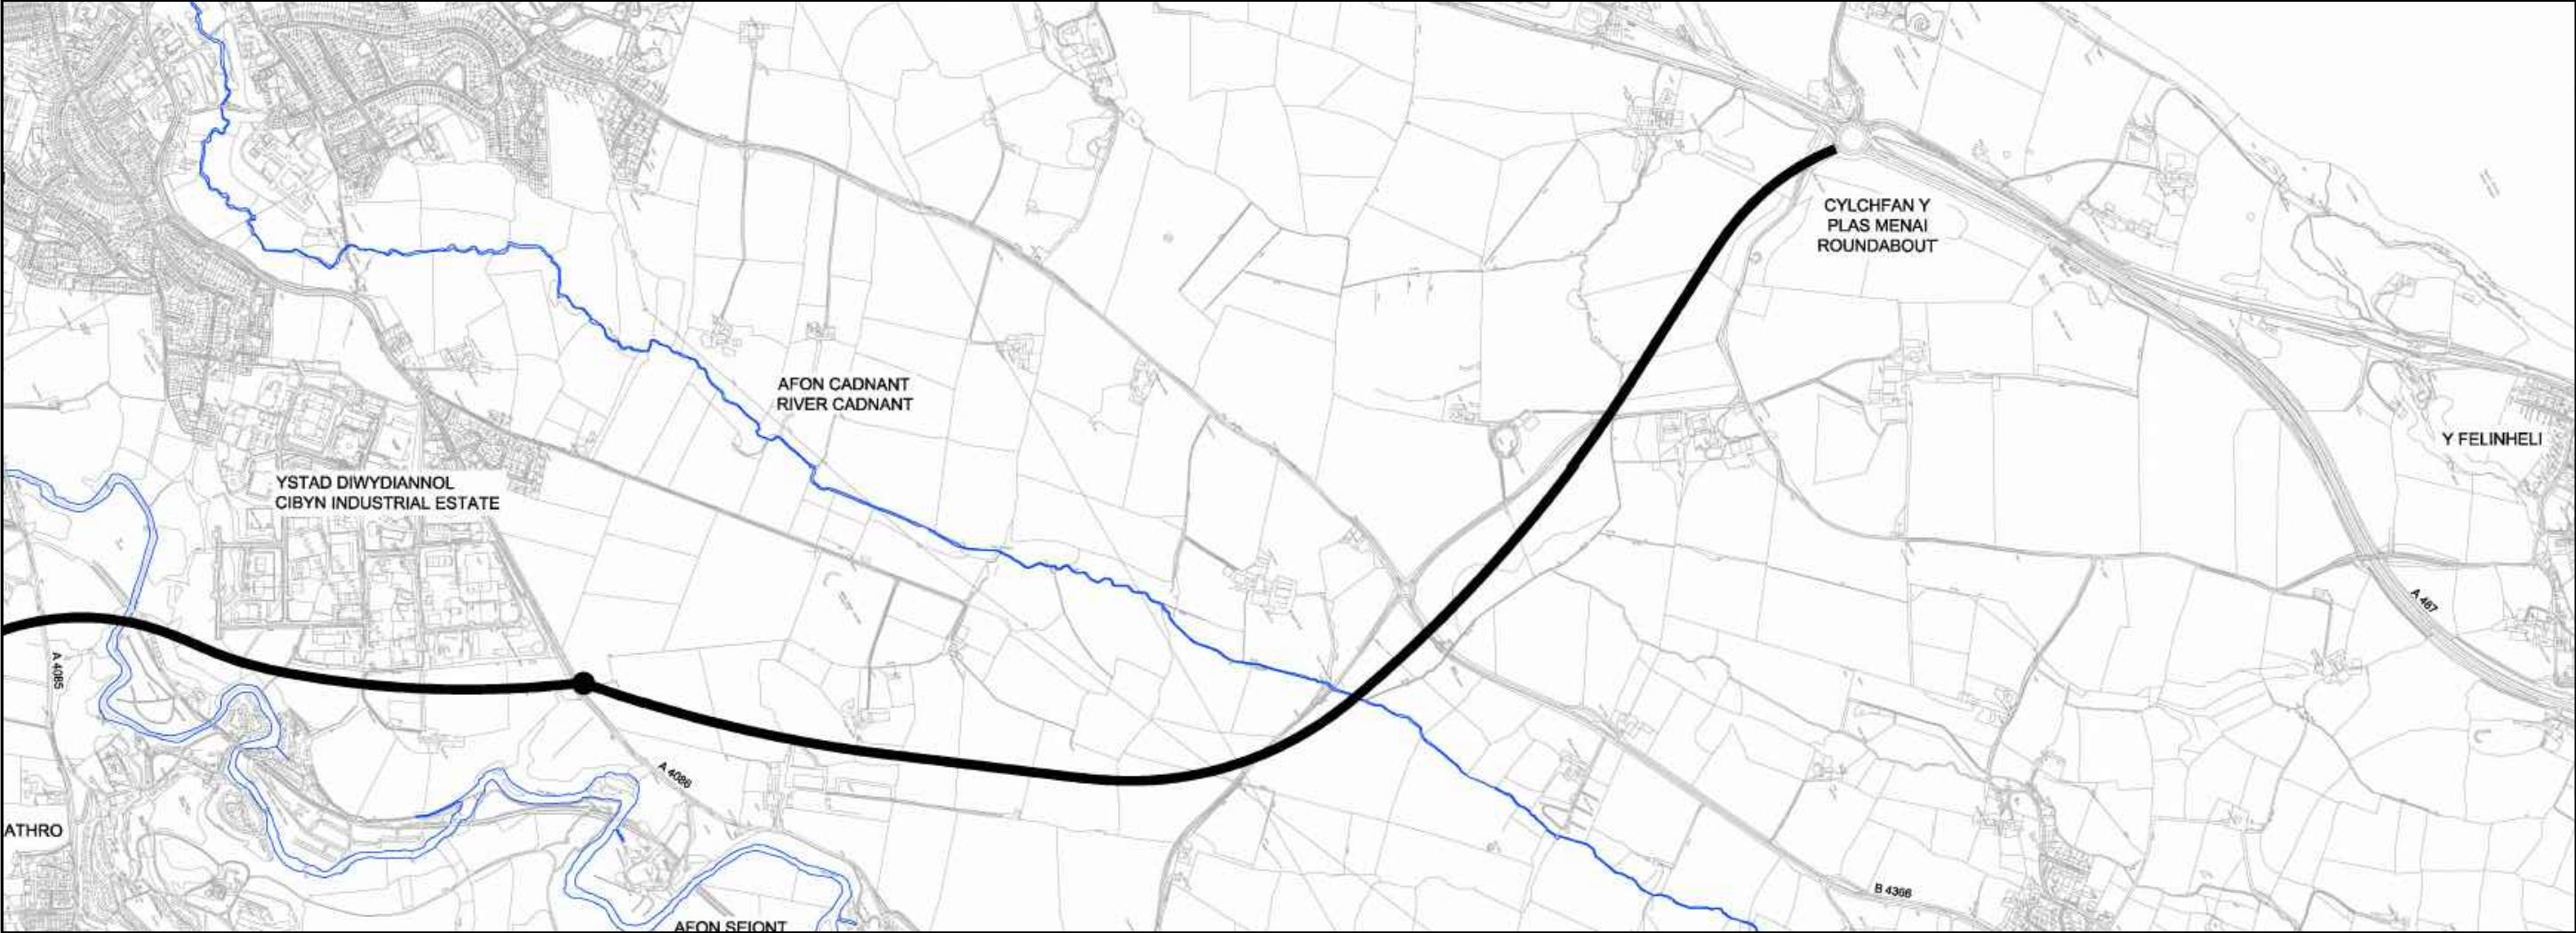 CYLCHFAN Y
PLAS MENAI
ROUNDABOUT
AFON CADNANT
RIVER CADNANT
Y FELINHELI
YSTAD DIWYDIANNOL
CIBYN INDUSTRIAL ESTATE
A 487
A 4085
A 4086
ATHRO
B 4366
AFON SEIONT